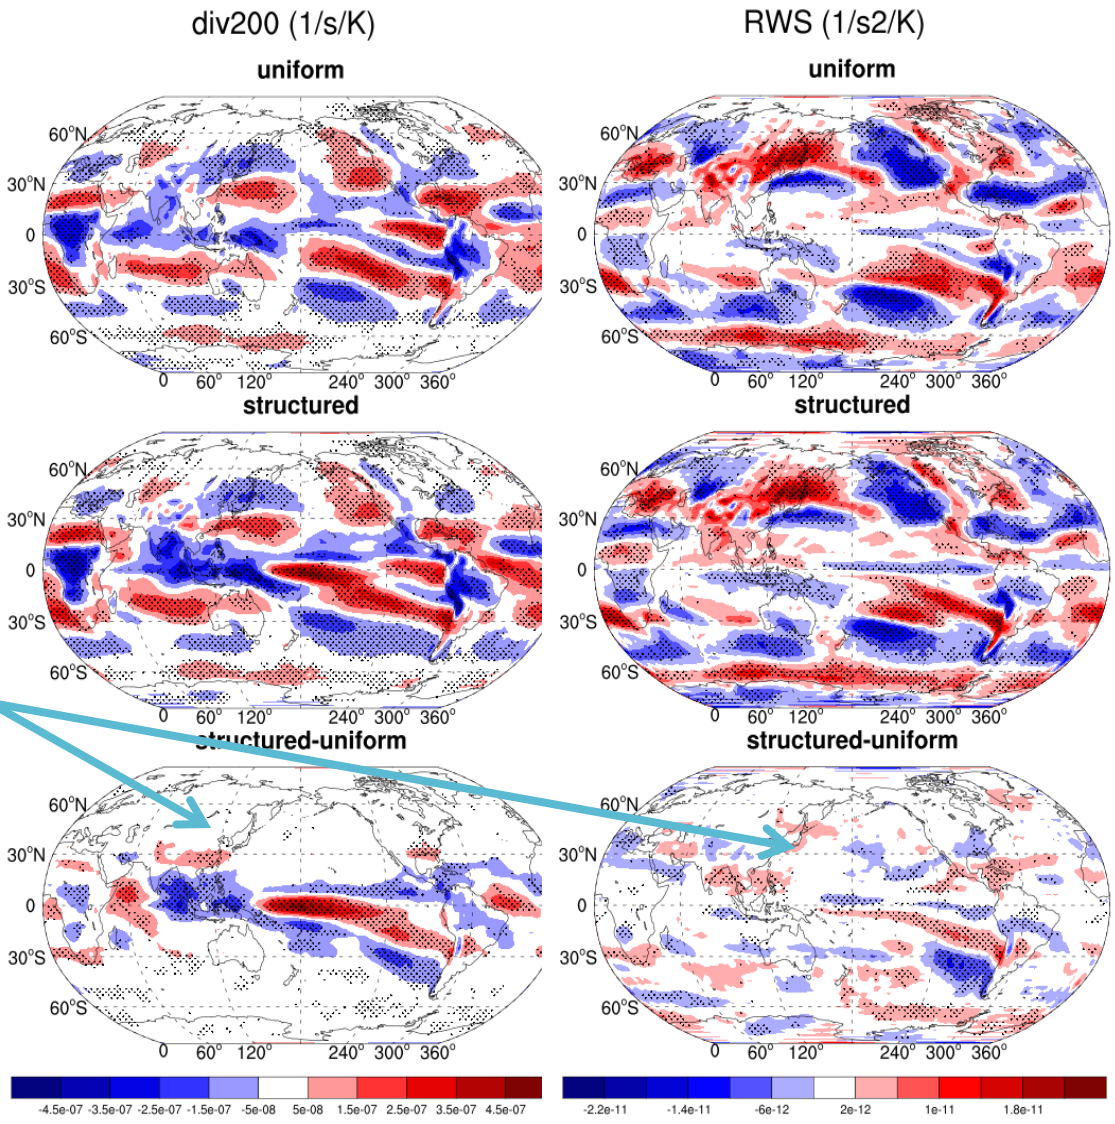 div200 (1/s/K)
RWS (1/s2/K)
uniform
uniform
60°N
30°N
0
30°S
60°S
0 60° 120° 240° 300° 360°
60°N
30°N
0
30°S
60°S
0 60° 120° 240° 300° 360°
structured
structured
60°N
30°N
0
30°S
60°S
0 60° 120° 240° 300° 360°
60°N
30°N
0
30°S
60°S
0 60° 120° 240° 300° 360°
structured-uniform
structured-uniform
60°N
30°N
0
30°S
60°S
0 60° 120° 240° 300° 360°
60°N
30°N
0
30°S
60°S
0 60° 120° 240° 300° 360°
-4.5e-07 -3.5e-07 -2.5e-07 -1.5e-07 -5e-08 5e-08 1.5e-07 2.5e-07 3.5e-07 4.5e-07
-2.2e-11 -1.4e-11 -6e-12 2e-12 1e-11 1.8e-11